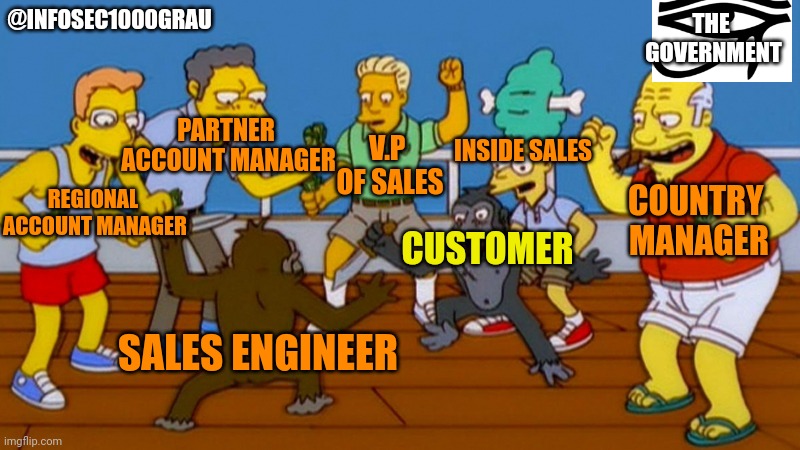 @INFOSEC1000GRAU
THE
GOVERNMENT
PARTNER
ACCOUNT MANAGER
V.P
OF SALES
INSIDE SALES
REGIONAL
ACCOUNT MANAGER
COUNTRY
MANAGER
CUSTOMER
SALES ENGINEER
imgflip.com